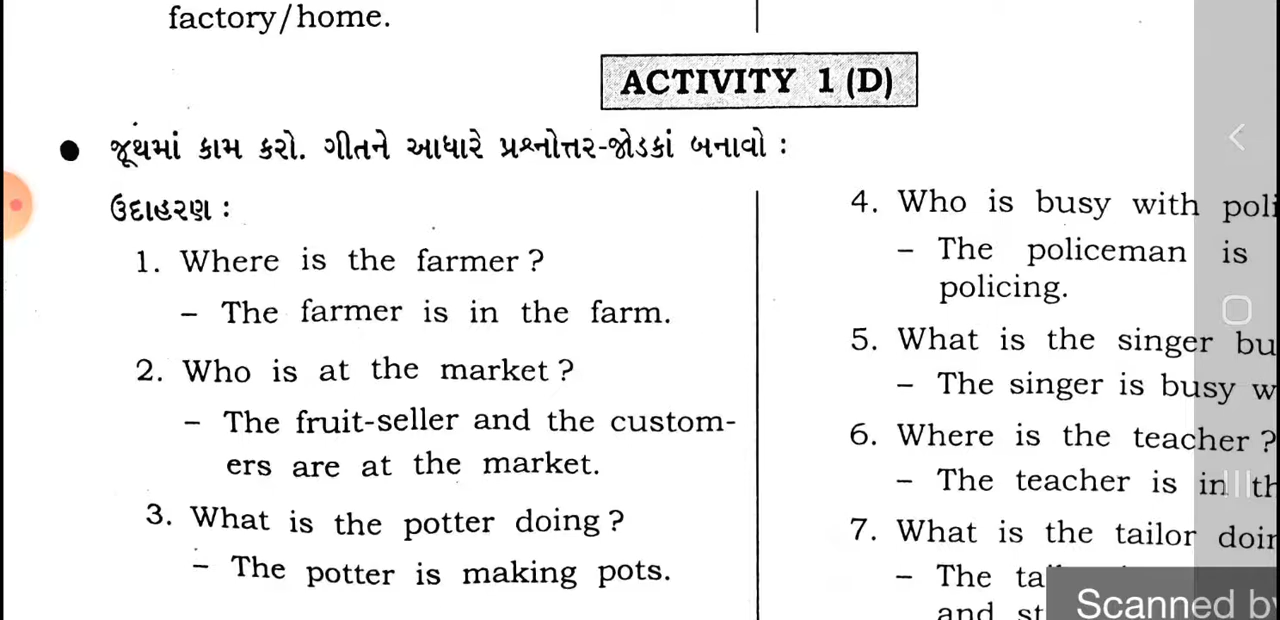 factory/home.
ACTIVITY 1 (D)
● જૂથમાં કામ કરો. ગીતને આધારે પ્રશ્નોત્તર-જોડકાં બનાવો :
ઉદાહરણ :
1. Where is the farmer ?
– The farmer is in the farm.
2. Who is at the market ?
– The fruit-seller and the custom-
ers are at the market.
3. What is the potter doing ?
– The potter is making pots.
4. Who is busy with
– The policeman is
policing.
5. What is the singer
– The singer is busy
6. Where is the teacher ?
– The teacher is in
7. What is the tailor
– The
and
Scanned